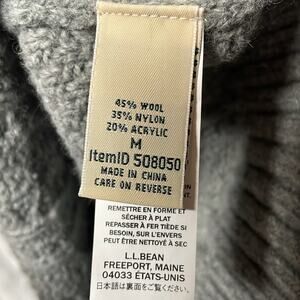 45% WOOL
35% NYLON
20% ACRYLIC
M
ItemID 508050
MADE IN CHINA
CARE ON REVERSE
REMETTRE EN FORME ET
SÉCHER À PLAT
REPASSER À FER TIÈDE SI
BESOIN, SUR L'ENVERS
PEUT ÊTRE NETTOYÉ À SEC
L.L.BEAN
FREEPORT, MAINE
04033 ÉTATS-UNIS
日本語は裏面をご覧ください